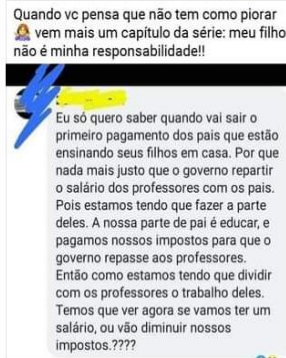 Quando vc pensa que não tem como piorar
🤦‍♀️ vem mais um capítulo da série: meu filho
não é minha responsabilidade!!
Eu só quero saber quando vai sair o
primeiro pagamento dos pais que estão
ensinando seus filhos em casa. Por que
nada mais justo que o governo repartir
o salário dos professores com os pais.
Pois estamos tendo que fazer a parte
deles. A nossa parte de pai é educar, e
pagamos nossos impostos para que o
governo repasse aos professores.
Então como estamos tendo que dividir
com os professores o trabalho deles.
Temos que ver agora se vamos ter um
salário, ou vão diminuir nossos
impostos.????